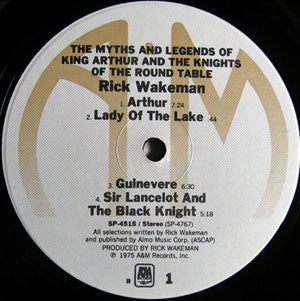 THE MYTHS AND LEGENDS OF
KING ARTHUR AND THE KNIGHTS
OF THE ROUND TABLE
Rick Wakeman
1. Arthur 7:24
2. Lady Of The Lake :44
3. Guinevere 6:30
4. Sir Lancelot And
The Black Knight 5:18
SP-4515 / Stereo (SP-4767)
All selections written by Rick Wakeman
and published by Almo Music Corp. (ASCAP)
PRODUCED BY RICK WAKEMAN
℗ 1975 A&M Records, Inc.
R A&M 1